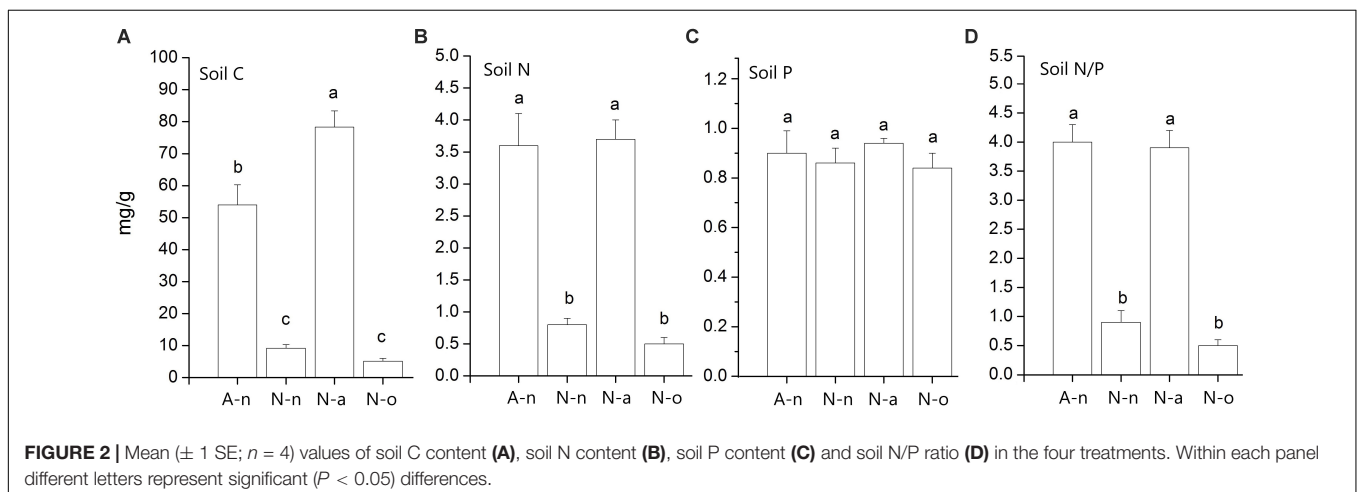 A
B
C
D
Soil C
Soil N
Soil P
Soil N/P
mg/g
100
90
80
70
60
50
40
30
20
10
0
b
c
a
c
A-n N-n N-a N-o
5.0
4.5
4.0
3.5
3.0
2.5
2.0
1.5
1.0
0.5
0.0
a
b
a
b
A-n N-n N-a N-o
1.2
1.0
0.8
0.6
0.4
0.2
0.0
a
a
a
a
A-n N-n N-a N-o
5.5
5.0
4.5
4.0
3.5
3.0
2.5
2.0
1.5
1.0
0.5
0.0
a
b
a
b
A-n N-n N-a N-o
FIGURE 2 | Mean (± 1 SE; n = 4) values of soil C content (A), soil N content (B), soil P content (C) and soil N/P ratio (D) in the four treatments. Within each panel
different letters represent significant (P < 0.05) differences.